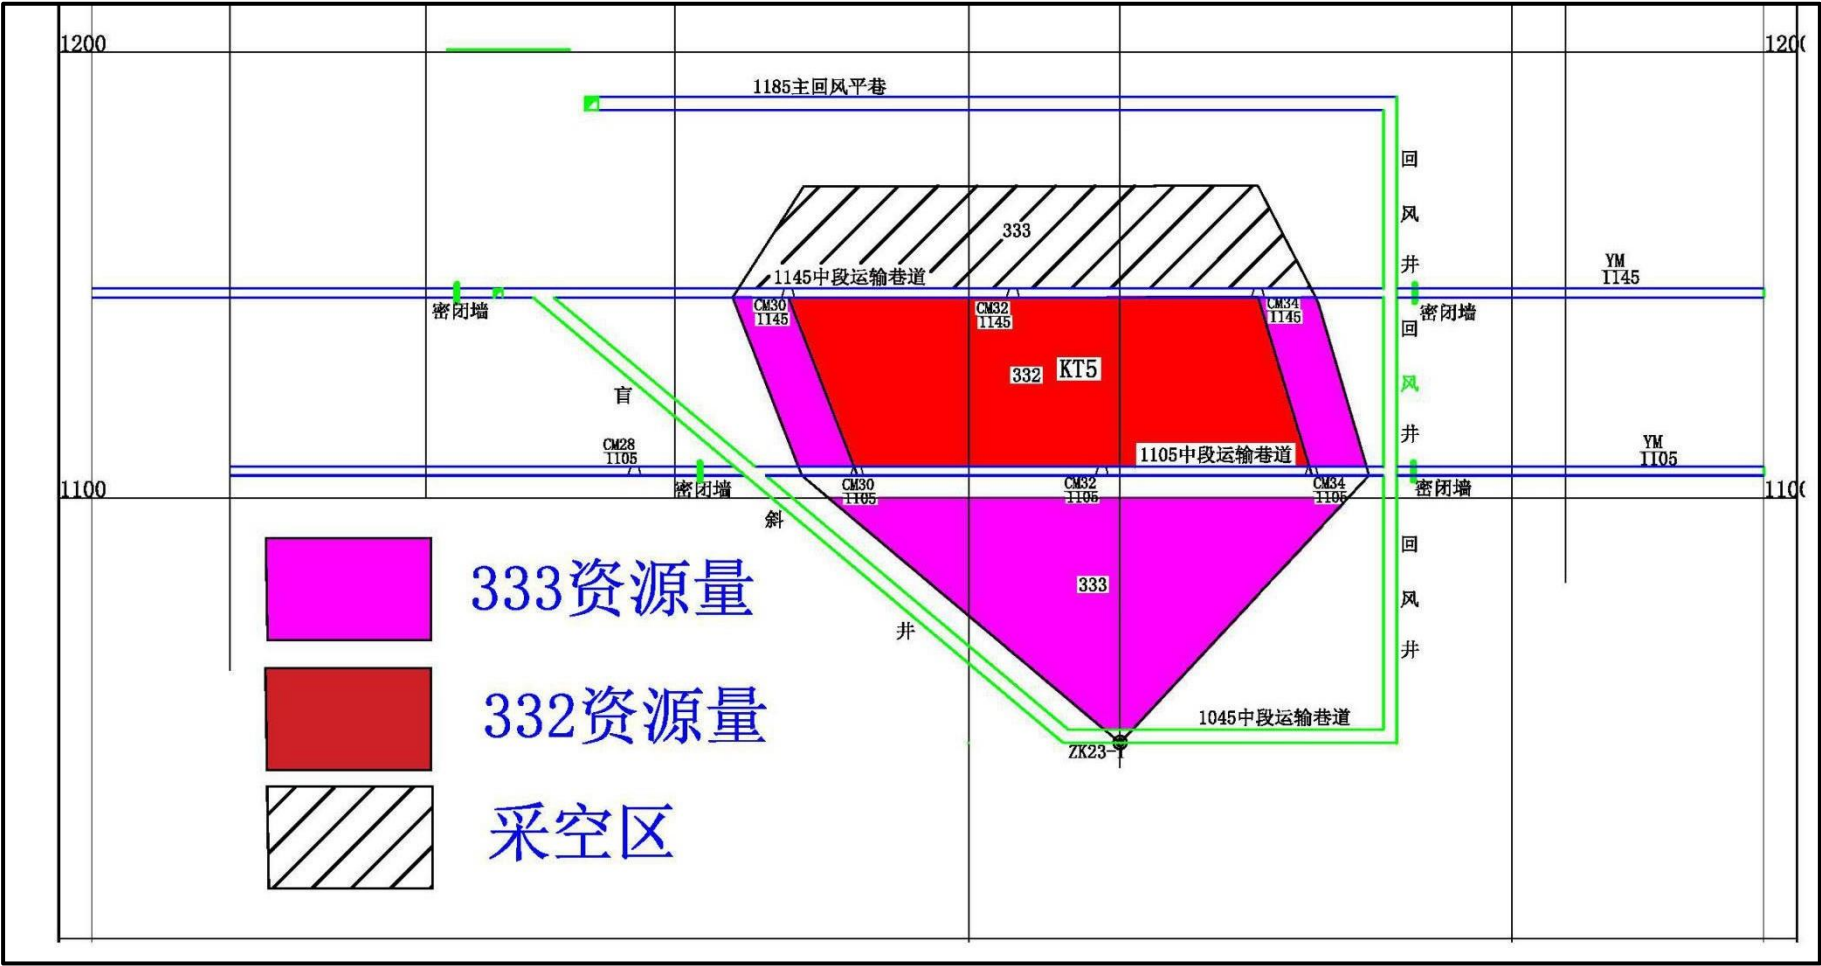 1200
120
1185主回风平巷
回
风
井
333
1145中段运输巷道
YM
1145
密闭墙
CM30
1145
CM32
1145
CM34
1145
密闭墙
回
风
井
332
KT5
盲
CM28
1105
1105中段运输巷道
YM
1105
1100
密闭墙
CM30
1105
CM32
1105
CM34
1105
密闭墙
110
斜
井
333
回
风
井
1045中段运输巷道
ZK23-1
333资源量
332资源量
采空区